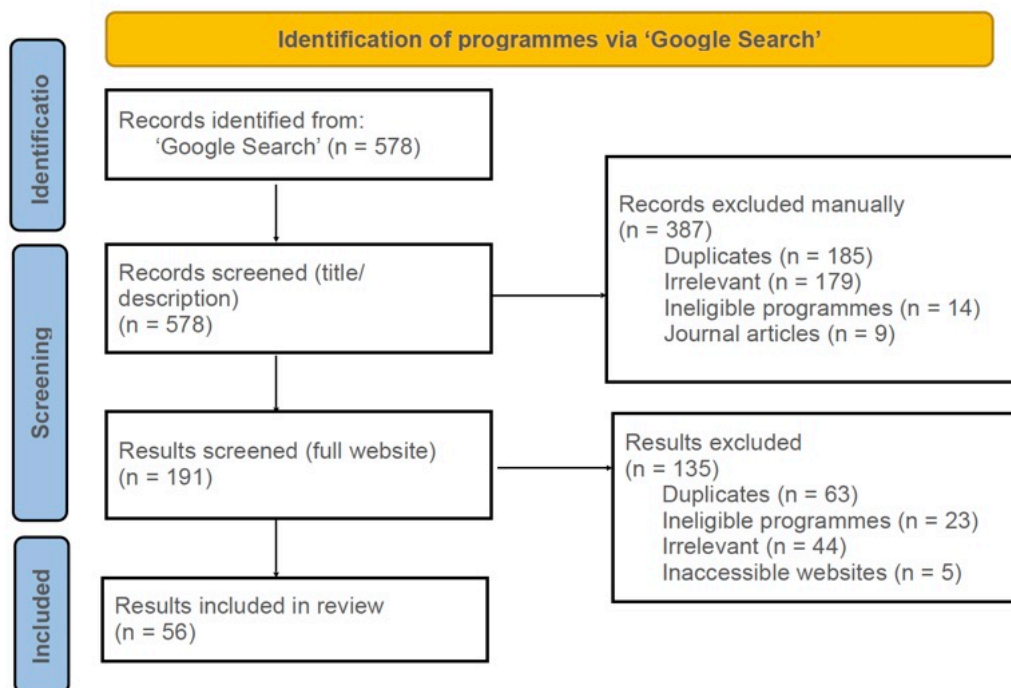 Identification of programmes via ‘Google Search’
Identificatio
Records identified from:
‘Google Search’ (n = 578)
Screening
Records screened (title/
description)
(n = 578)
Records excluded manually
(n = 387)
Duplicates (n = 185)
Irrelevant (n = 179)
Ineligible programmes (n = 14)
Journal articles (n = 9)
Results screened (full website)
(n = 191)
Results excluded
(n = 135)
Duplicates (n = 63)
Ineligible programmes (n = 23)
Irrelevant (n = 44)
Inaccessible websites (n = 5)
Included
Results included in review
(n = 56)